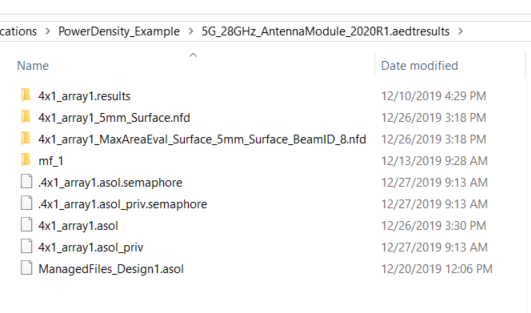 cations > PowerDensity_Example > 5G_28GHz_AntennaModule_2020R1.aedtresults >
Name Date modified
4x1_array1.results 12/10/2019 4:29 PM
4x1_array1_5mm_Surface.nfd 12/26/2019 3:18 PM
4x1_array1_MaxAreaEval_Surface_5mm_Surface_BeamID_8.nfd 12/26/2019 3:18 PM
mf_1 12/13/2019 9:28 AM
.4x1_array1.asol.semaphore 12/27/2019 9:13 AM
.4x1_array1.asol_priv.semaphore 12/27/2019 9:13 AM
4x1_array1.asol 12/26/2019 3:30 PM
4x1_array1.asol_priv 12/27/2019 9:13 AM
ManagedFiles_Design1.asol 12/20/2019 12:06 PM